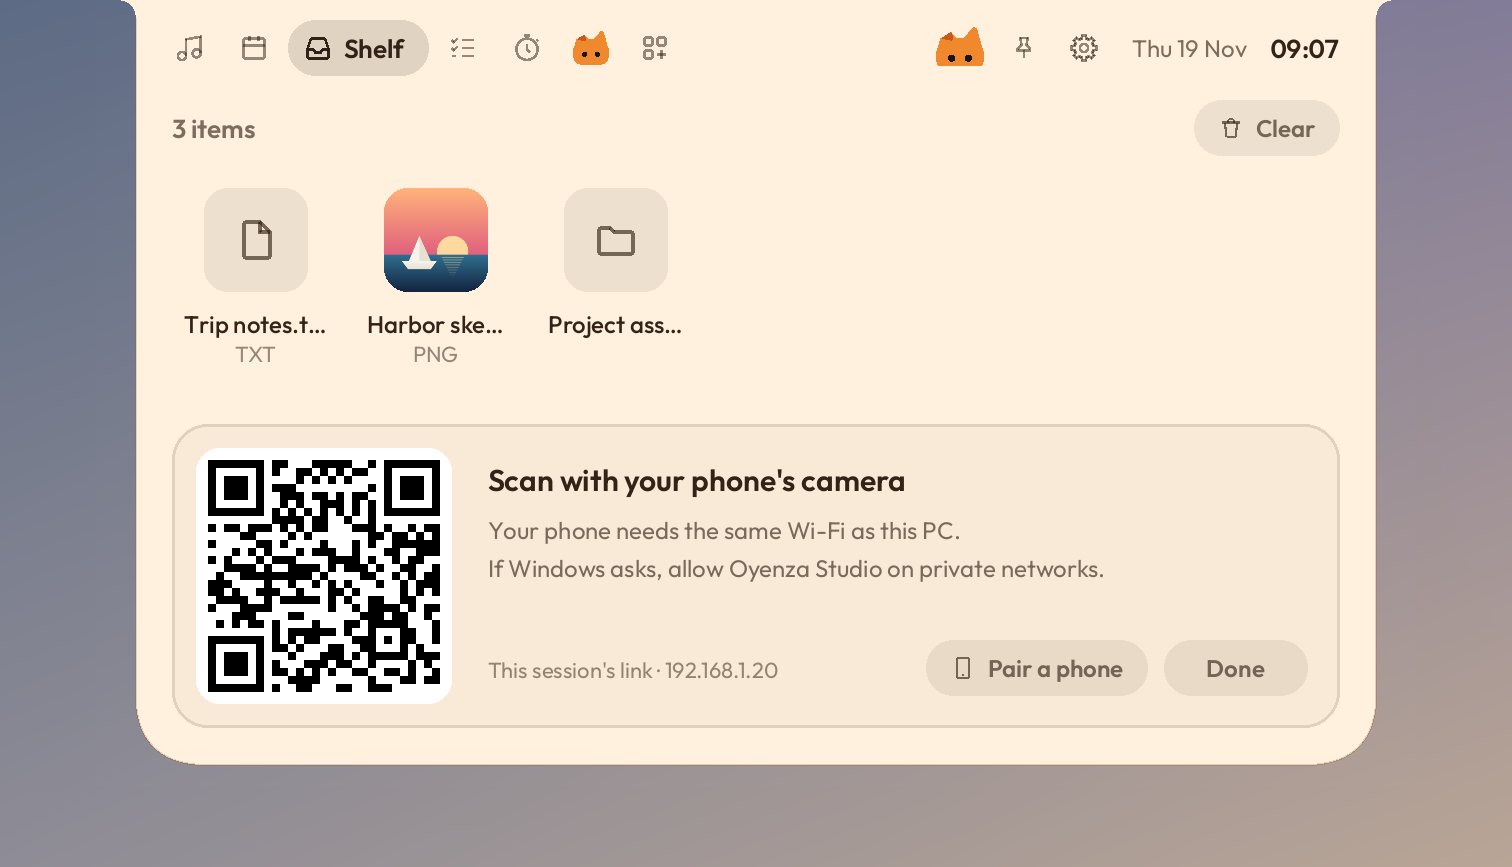 Shelf
Thu 19 Nov 09:07
3 items
Clear
Trip notes.t...
TXT
Harbor ske...
PNG
Project ass...
Scan with your phone's camera
Your phone needs the same Wi-Fi as this PC.
If Windows asks, allow Oyenza Studio on private networks.
This session's link · 192.168.1.20
Pair a phone
Done